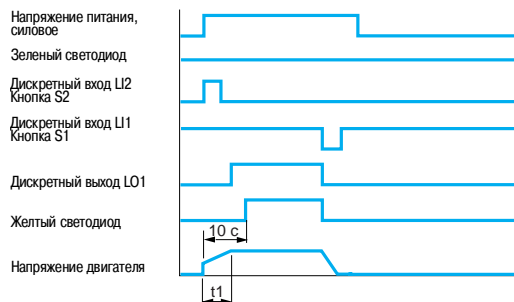 Напряжение питания,
силовое
Зеленый светодиод
Дискретный вход LI2
Кнопка S2
Дискретный вход LI1
Кнопка S1
Дискретный выход LO1
Желтый светодиод
10 с
Напряжение двигателя
t1